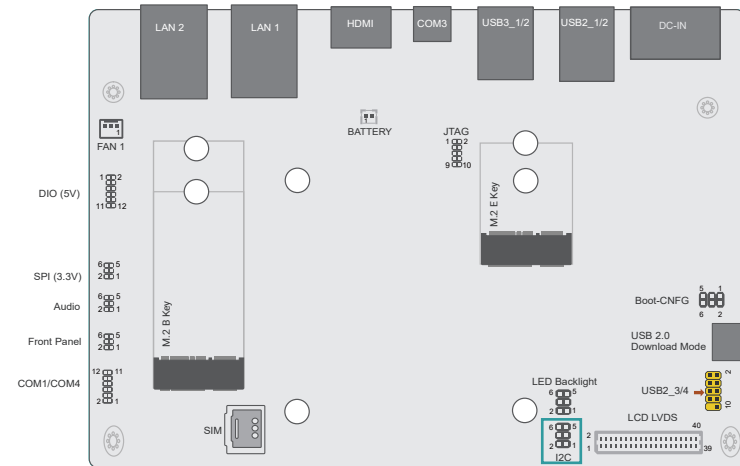 LAN 2
LAN 1
HDMI
COM3
USB3_1/2
USB2_1/2
DC-IN
1
FAN 1
1
BATTERY
JTAG
1 2
9 10
DIO (5V)
1 2
11 12
M.2 B Key
M.2 E Key
SPI (3.3V)
6 5
2 1
Audio
6 5
2 1
Front Panel
6 5
2 1
COM1/COM4
12 11
2 1
SIM
Boot-CNFG
5 1
6 2
USB 2.0
Download Mode
USB2_3/4
2
10
LED Backlight
6 5
2 1
I2C
6 5
2 1
LCD LVDS
40
2
1
39